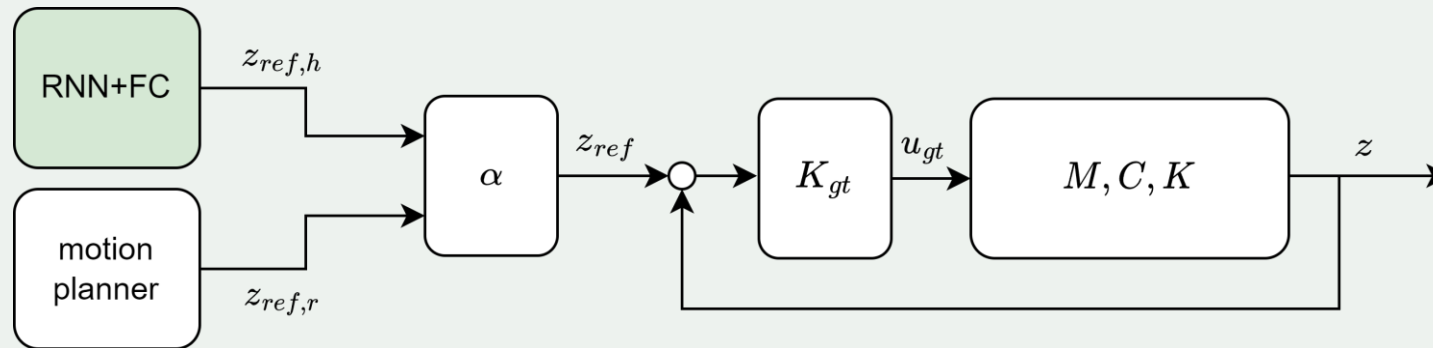 RNN+FC
z_{ref,h}
motion
planner
z_{ref,r}
α
z_{ref}
K_{gt}
u_{gt}
M, C, K
z